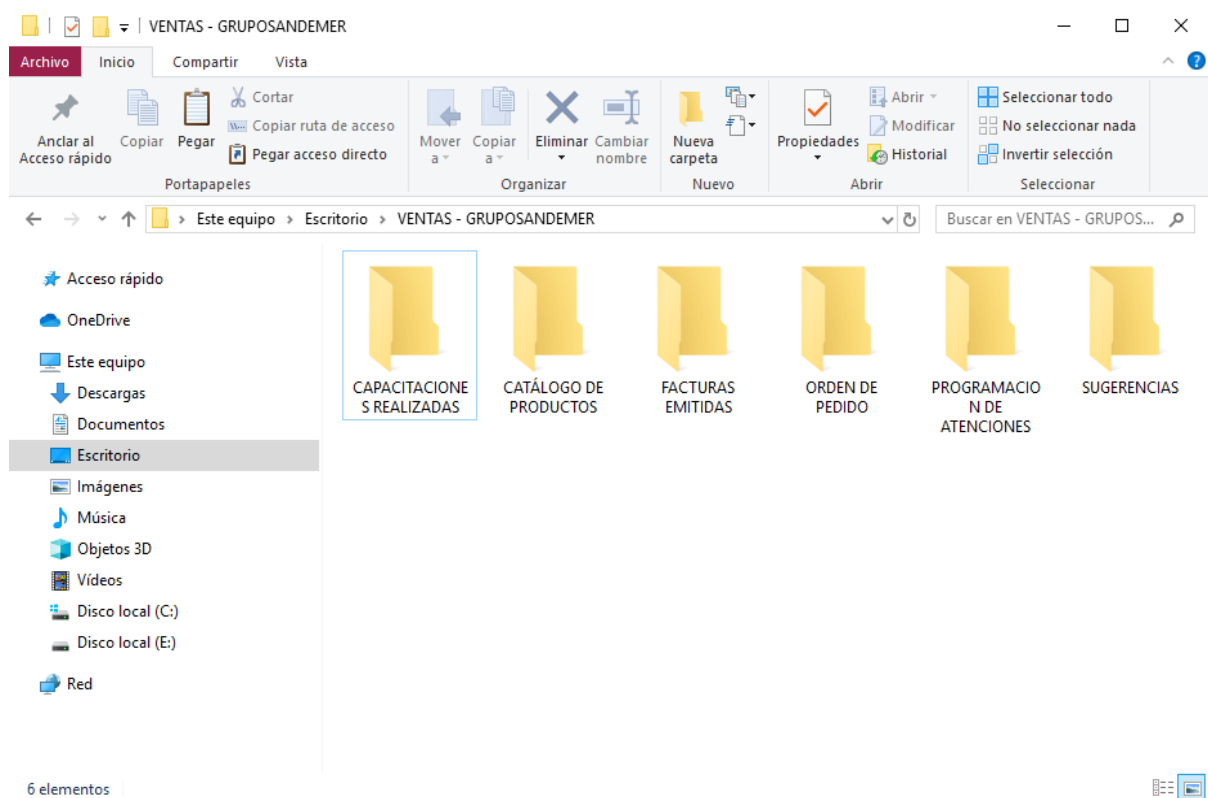 VENTAS - GRUPOSANDEMER
Archivo Inicio Compartir Vista
Anclar al Acceso rápido
Copiar
Pegar
Cortar
Copiar ruta de acceso
Pegar acceso directo
Portapapeles
Mover a
Copiar a
Eliminar
Cambiar nombre
Organizar
Nueva carpeta
Nuevo
Propiedades
Abrir
Modificar
Historial
Abrir
Seleccionar todo
No seleccionar nada
Invertir selección
Seleccionar
Este equipo > Escritorio > VENTAS - GRUPOSANDEMER
Buscar en VENTAS - GRUPOS...
Acceso rápido
OneDrive
Este equipo
Descargas
Documentos
Escritorio
Imágenes
Música
Objetos 3D
Vídeos
Disco local (C:)
Disco local (E:)
Red
CAPACITACIONE
S REALIZADAS
CATÁLOGO DE
PRODUCTOS
FACTURAS
EMITIDAS
ORDEN DE
PEDIDO
PROGRAMACIO
N DE
ATENCIONES
SUGERENCIAS
6 elementos